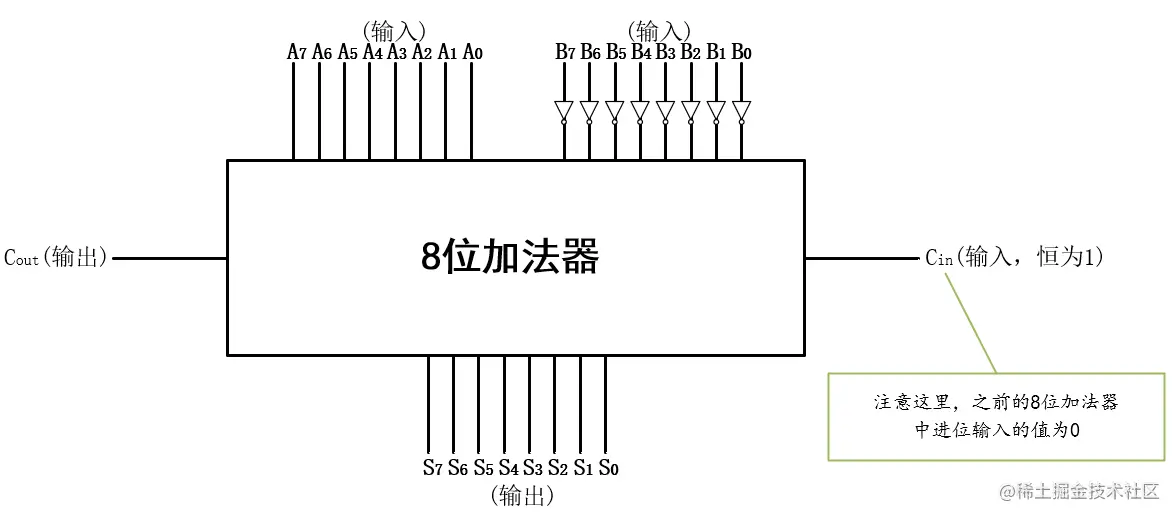 (输入) (输入)
A7 A6 A5 A4 A3 A2 A1 A0 B7 B6 B5 B4 B3 B2 B1 B0
8位加法器
Cout(输出)
Cin(输入，恒为1)
注意这里，之前的8位加法器
中进位输入的值为0
S7 S6 S5 S4 S3 S2 S1 S0
(输出)
@稀土掘金技术社区